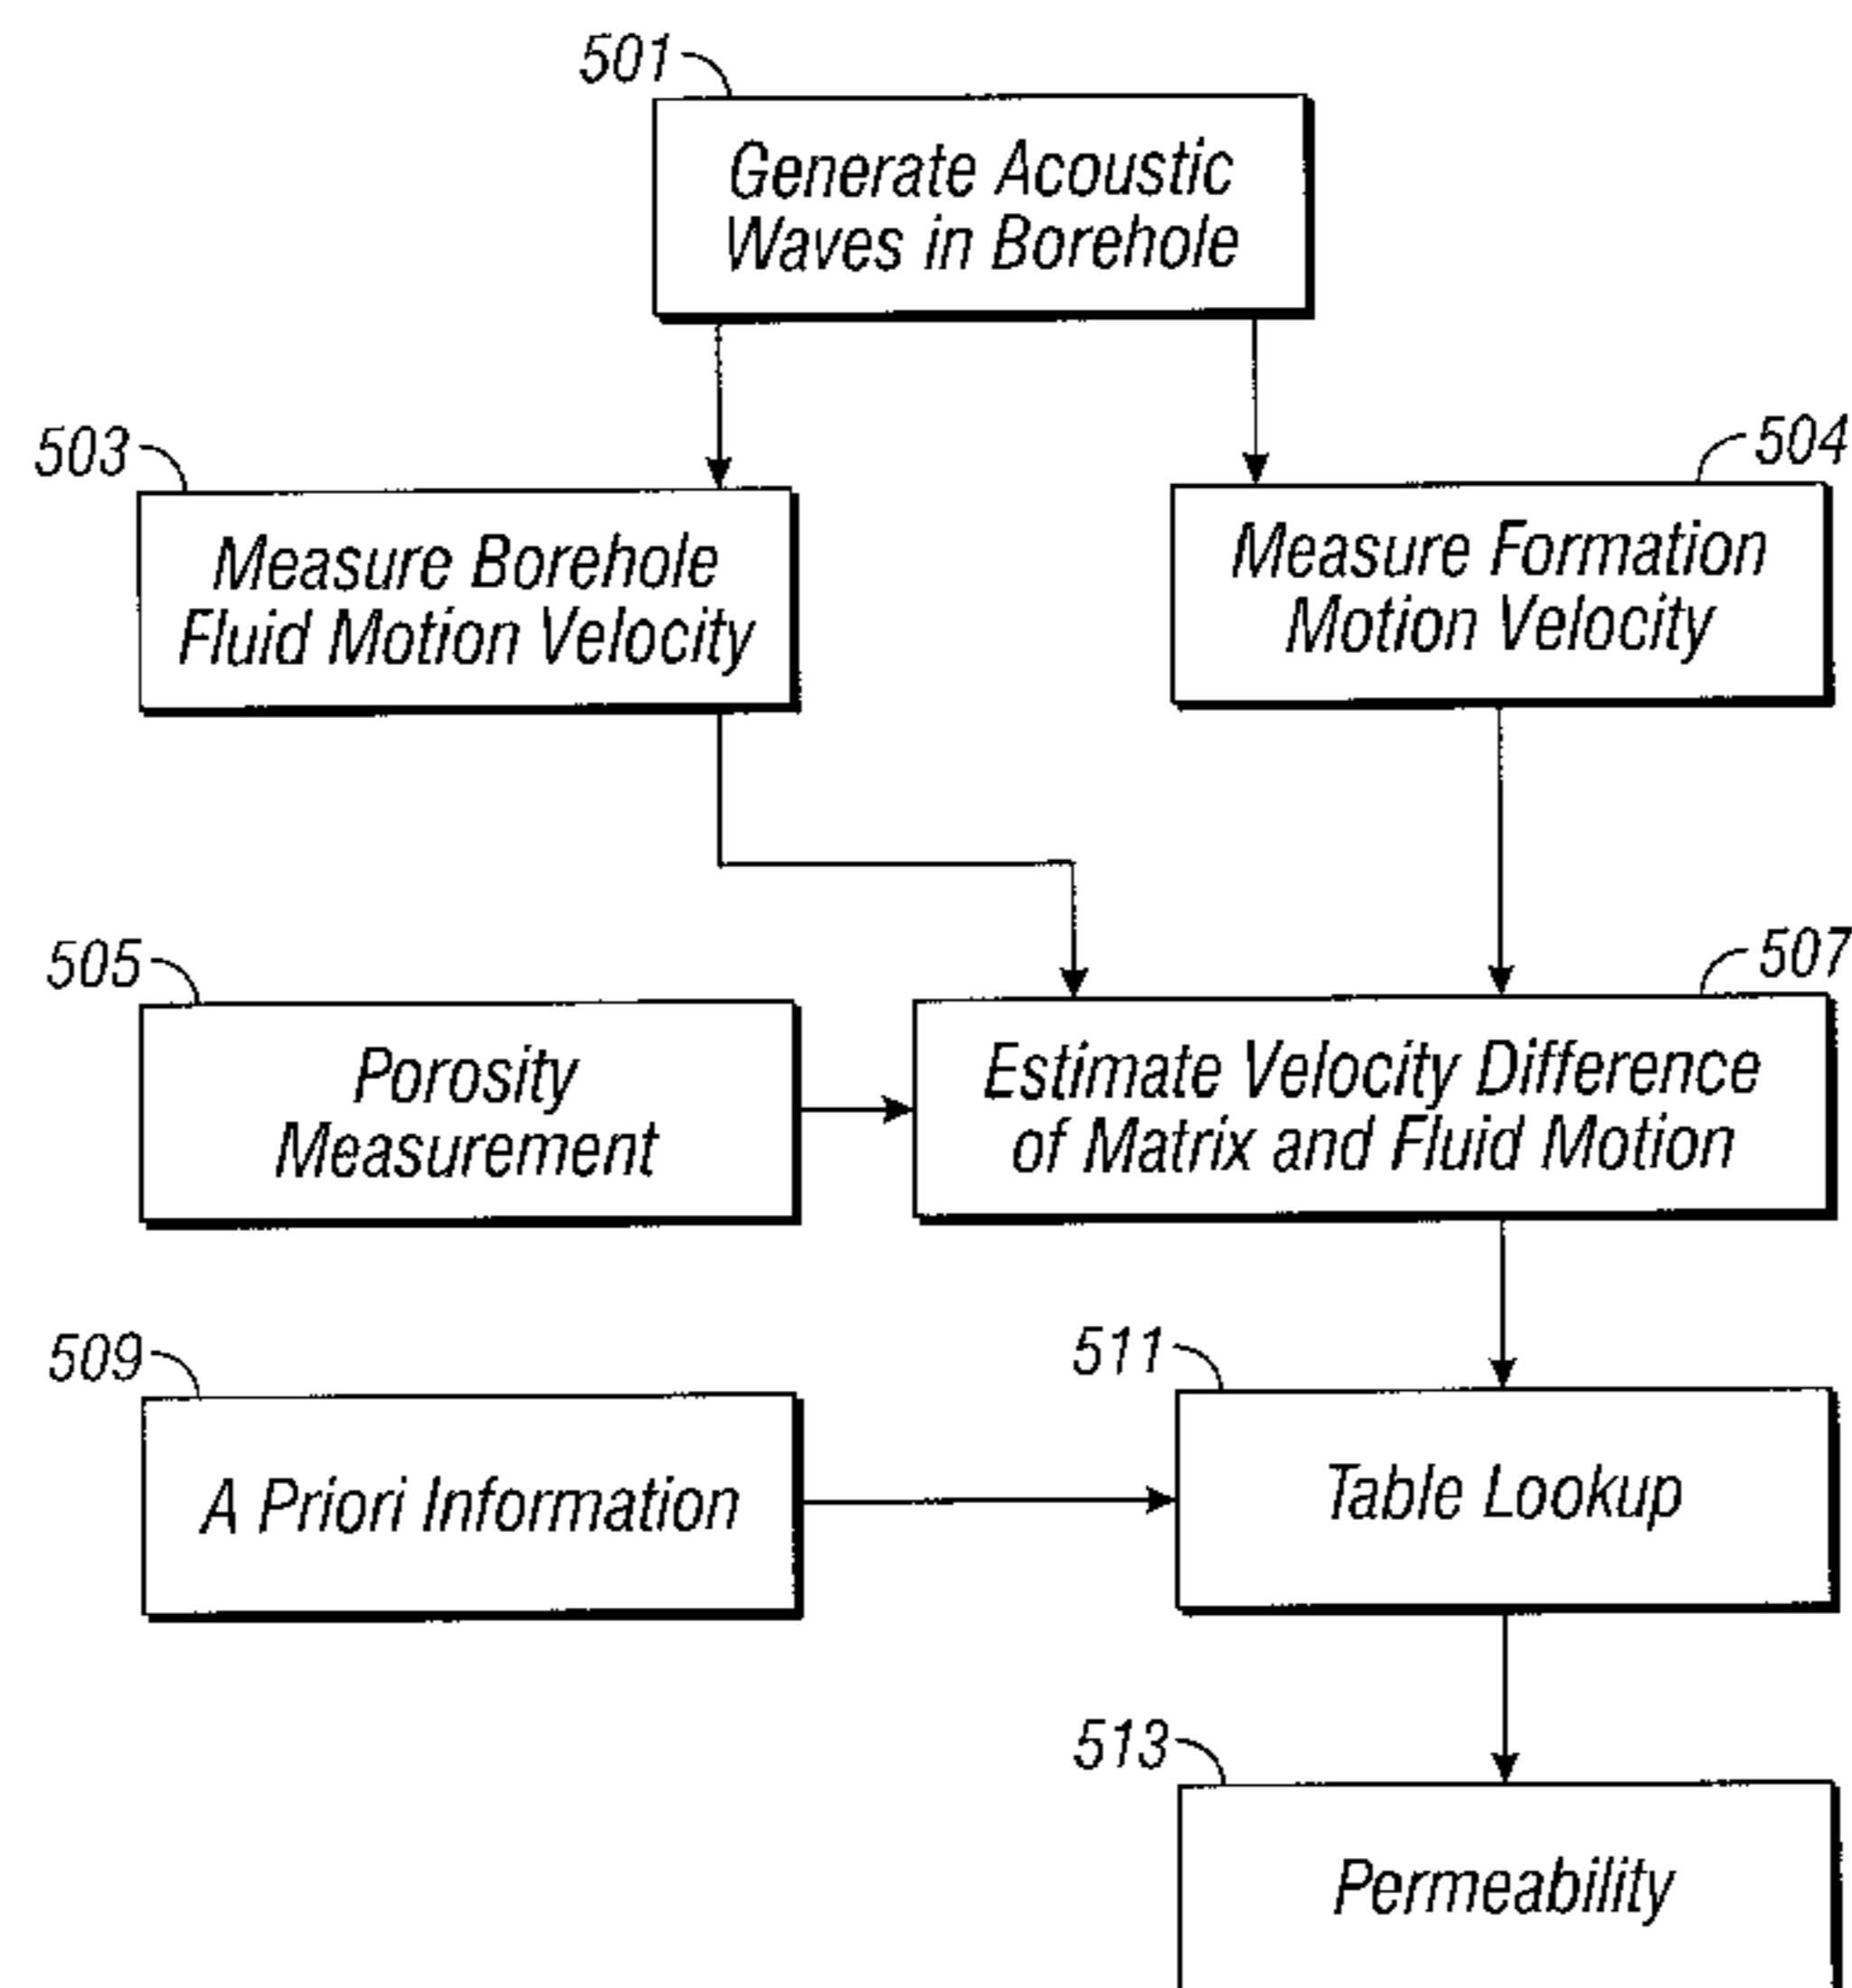 501
Generate Acoustic
Waves in Borehole
503
Measure Borehole
Fluid Motion Velocity
504
Measure Formation
Motion Velocity
505
Porosity
Measurement
507
Estimate Velocity Difference
of Matrix and Fluid Motion
509
A Priori Information
511
Table Lookup
513
Permeability